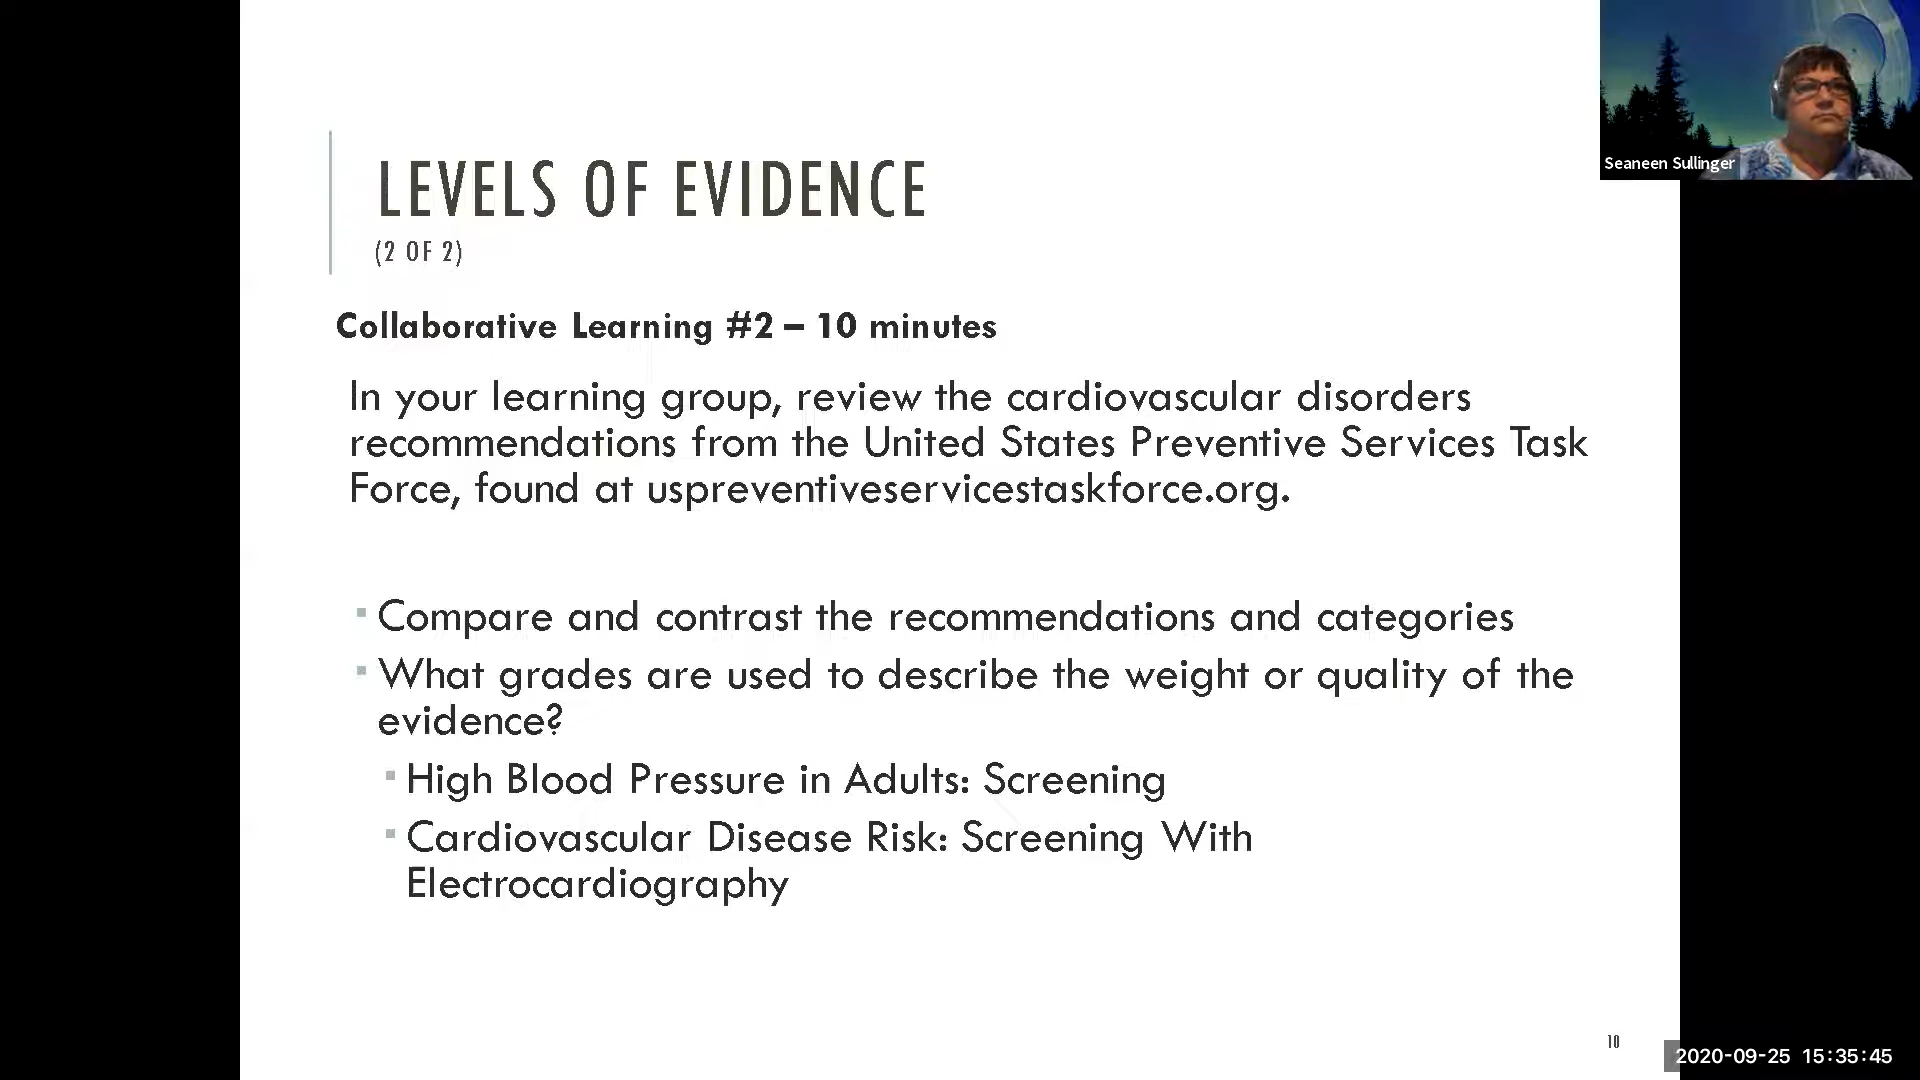 Seaneen Sullinger
LEVELS OF EVIDENCE
(2 OF 2)
Collaborative Learning #2 – 10 minutes
In your learning group, review the cardiovascular disorders
recommendations from the United States Preventive Services Task
Force, found at uspreventiveservicestaskforce.org.
▪ Compare and contrast the recommendations and categories
▪ What grades are used to describe the weight or quality of the
evidence?
▪ High Blood Pressure in Adults: Screening
▪ Cardiovascular Disease Risk: Screening With
Electrocardiography
10
2020-09-25 15:35:45